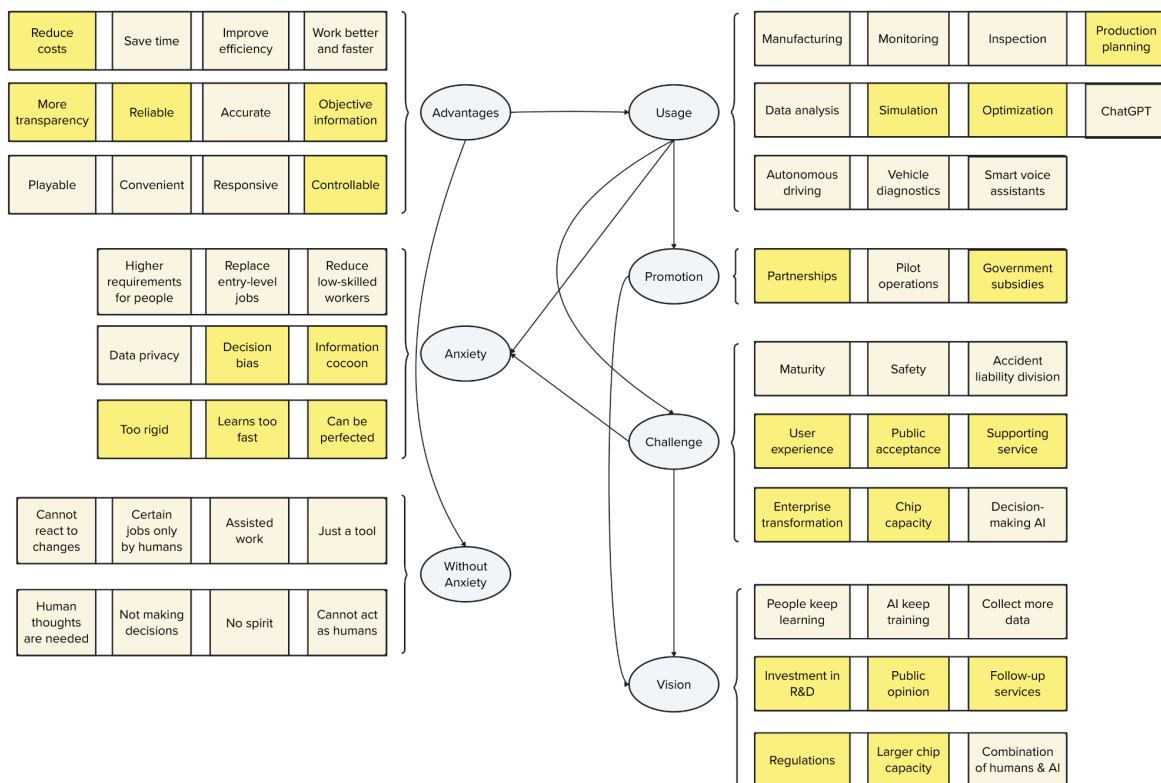 Reduce
costs
Save time
Improve
efficiency
Work better
and faster
More
transparency
Reliable
Accurate
Objective
information
Playable
Convenient
Responsive
Controllable
Advantages
Usage
Manufacturing
Monitoring
Inspection
Production
planning
Data analysis
Simulation
Optimization
ChatGPT
Autonomous
driving
Vehicle
diagnostics
Smart voice
assistants
Higher
requirements
for people
Replace
entry-level
jobs
Reduce
low-skilled
workers
Data privacy
Decision
bias
Information
cocoon
Too rigid
Learns too
fast
Can be
perfected
Anxiety
Promotion
Partnerships
Pilot
operations
Government
subsidies
Challenge
Maturity
Safety
Accident
liability division
User
experience
Public
acceptance
Supporting
service
Enterprise
transformation
Chip
capacity
Decision-
making AI
Cannot
react to
changes
Certain
jobs only
by humans
Assisted
work
Just a tool
Human
thoughts
are needed
Not making
decisions
No spirit
Cannot act
as humans
Without
Anxiety
Vision
People keep
learning
AI keep
training
Collect more
data
Investment in
R&D
Public
opinion
Follow-up
services
Regulations
Larger chip
capacity
Combination
of humans & AI